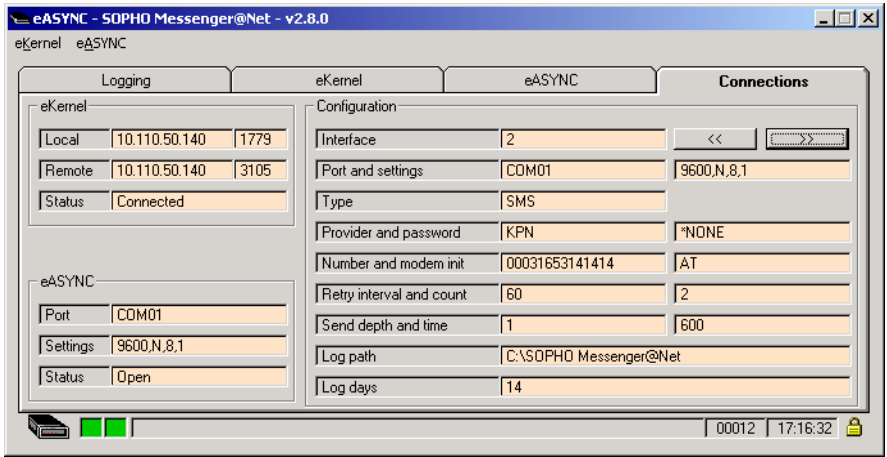 eASYNC - SOPHO Messenger@Net - v2.8.0
eKernel eASYNC
Logging eKernel eASYNC Connections
eKernel
Local 10.110.50.140 1779
Remote 10.110.50.140 3105
Status Connected
eASYNC
Port COM01
Settings 9600,N,8,1
Status Open
Configuration
Interface 2 << >>
Port and settings COM01 9600,N,8,1
Type SMS
Provider and password KPN *NONE
Number and modem init 00031653141414 AT
Retry interval and count 60 2
Send depth and time 1 600
Log path C:\SOPHO Messenger@Net
Log days 14
00012 17:16:32